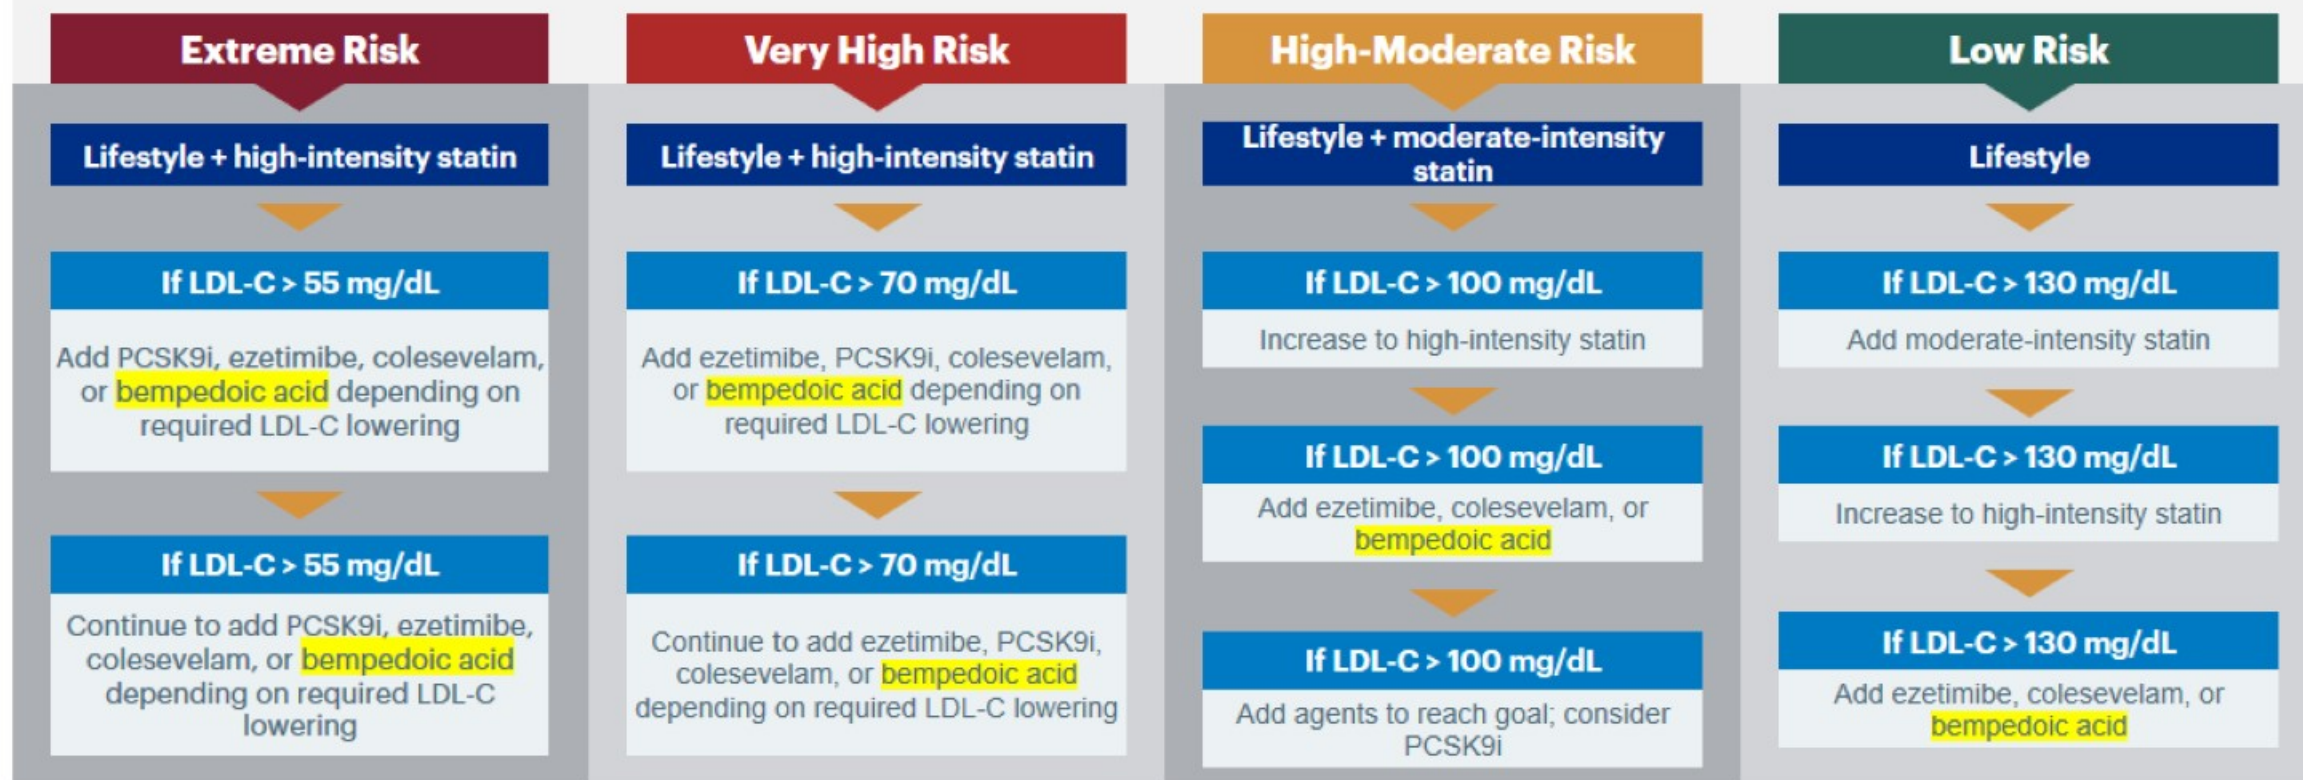 Extreme Risk
Lifestyle + high-intensity statin
If LDL-C > 55 mg/dL
Add PCSK9i, ezetimibe, colesevelam,
or bempedoic acid depending on
required LDL-C lowering
If LDL-C > 55 mg/dL
Continue to add PCSK9i, ezetimibe,
colesevelam, or bempedoic acid
depending on required LDL-C
lowering
Very High Risk
Lifestyle + high-intensity statin
If LDL-C > 70 mg/dL
Add ezetimibe, PCSK9i, colesevelam,
or bempedoic acid depending on
required LDL-C lowering
If LDL-C > 70 mg/dL
Continue to add ezetimibe, PCSK9i,
colesevelam, or bempedoic acid
depending on required LDL-C lowering
High-Moderate Risk
Lifestyle + moderate-intensity
statin
If LDL-C > 100 mg/dL
Increase to high-intensity statin
If LDL-C > 100 mg/dL
Add ezetimibe, colesevelam, or
bempedoic acid
If LDL-C > 100 mg/dL
Add agents to reach goal; consider
PCSK9i
Low Risk
Lifestyle
If LDL-C > 130 mg/dL
Add moderate-intensity statin
If LDL-C > 130 mg/dL
Increase to high-intensity statin
If LDL-C > 130 mg/dL
Add ezetimibe, colesevelam, or
bempedoic acid